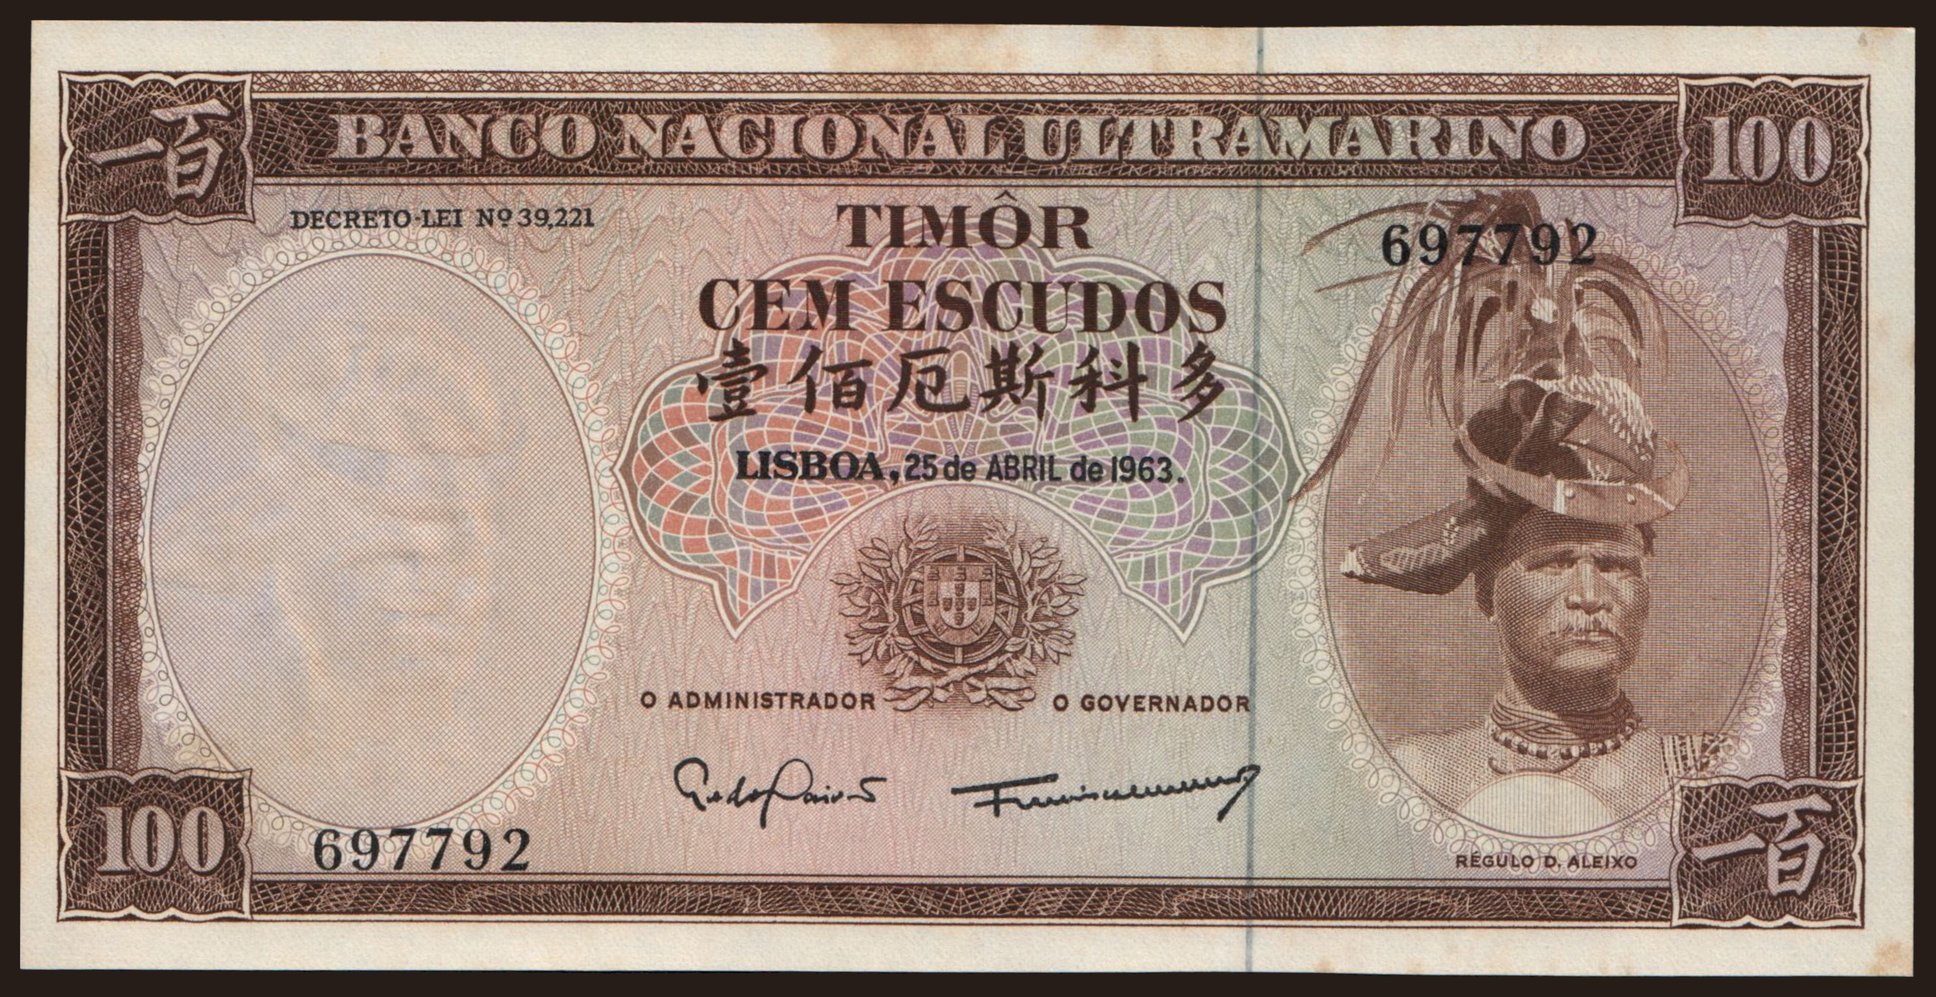 一百
BANCO NACIONAL ULTRAMARINO
100
DECRETO-LEI Nº 39,221
TIMÔR
697792
CEM ESCUDOS
壹佰厄斯科多
LISBOA, 25 de ABRIL de 1963.
O ADMINISTRADOR
O GOVERNADOR
100
697792
RÉGULO D. ALEIXO
一百